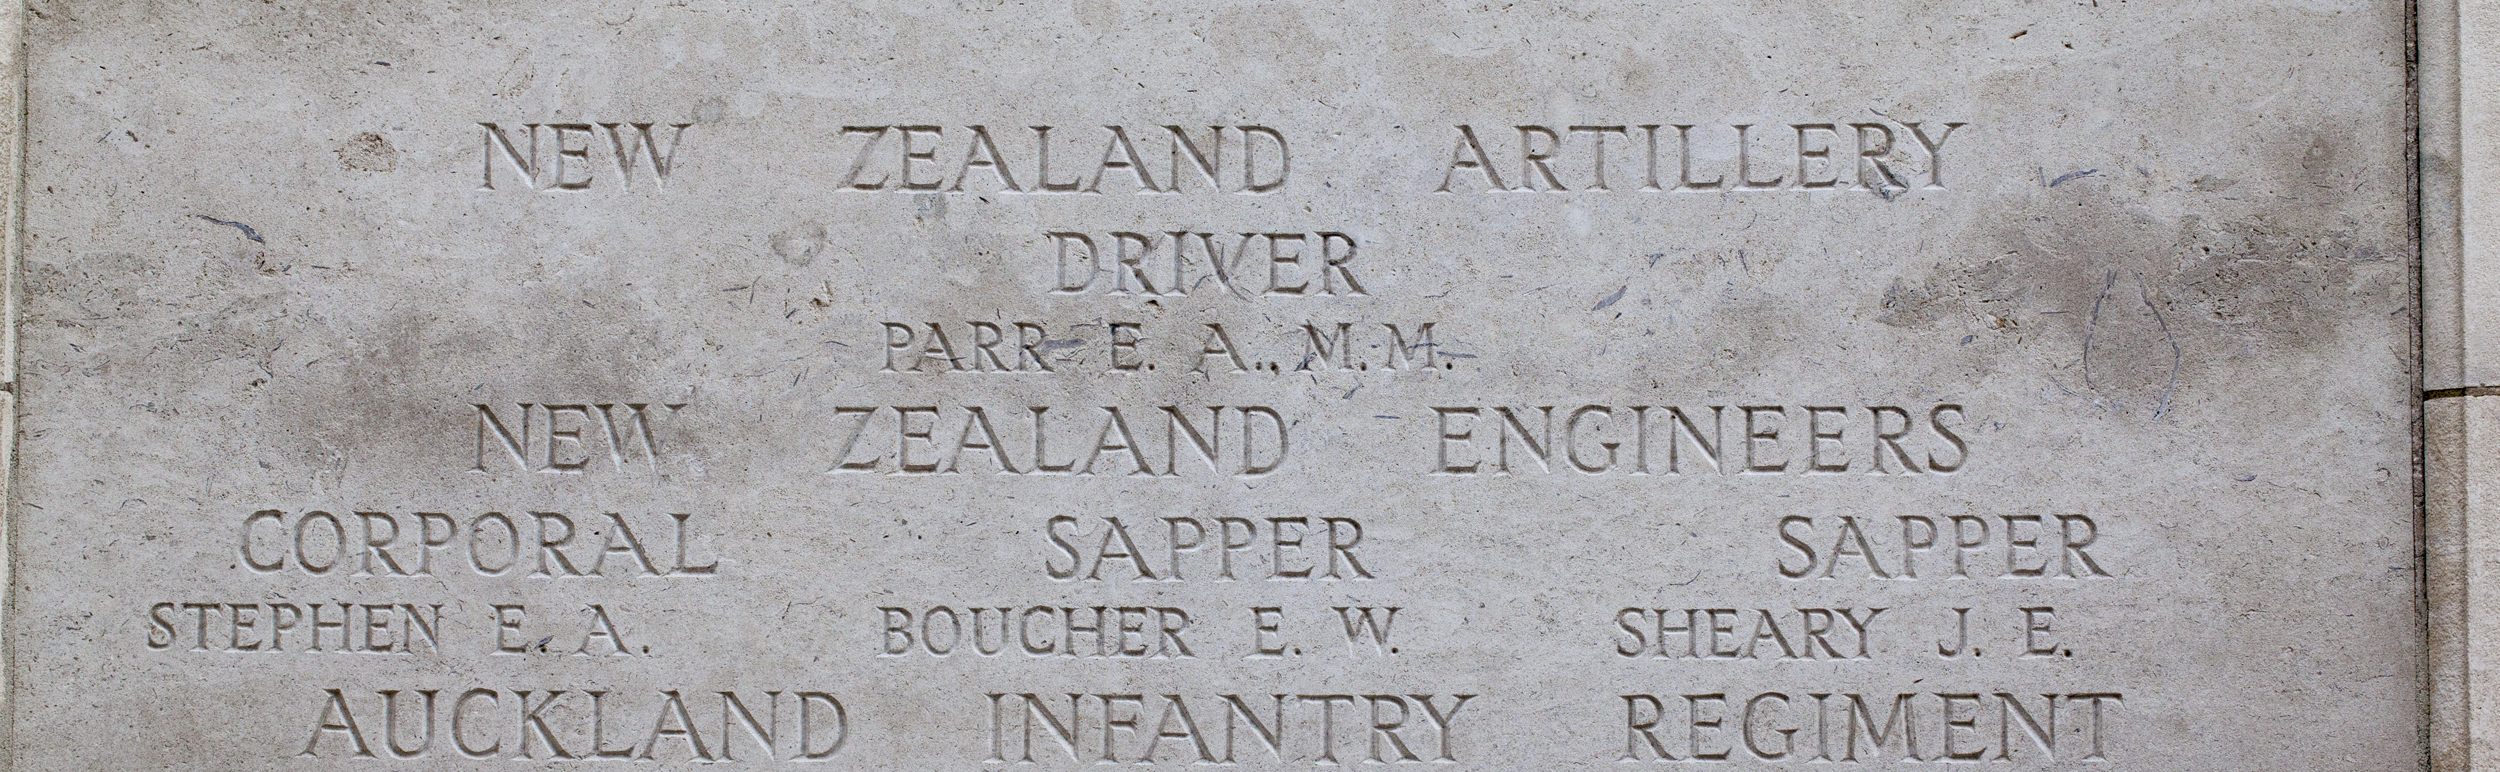 NEW ZEALAND ARTILLERY
DRIVER
PARR E. A., M.M.
NEW ZEALAND ENGINEERS
CORPORAL SAPPER SAPPER
STEPHEN E. A. BOUCHER E. W. SHEARY J. E.
AUCKLAND INFANTRY REGIMENT